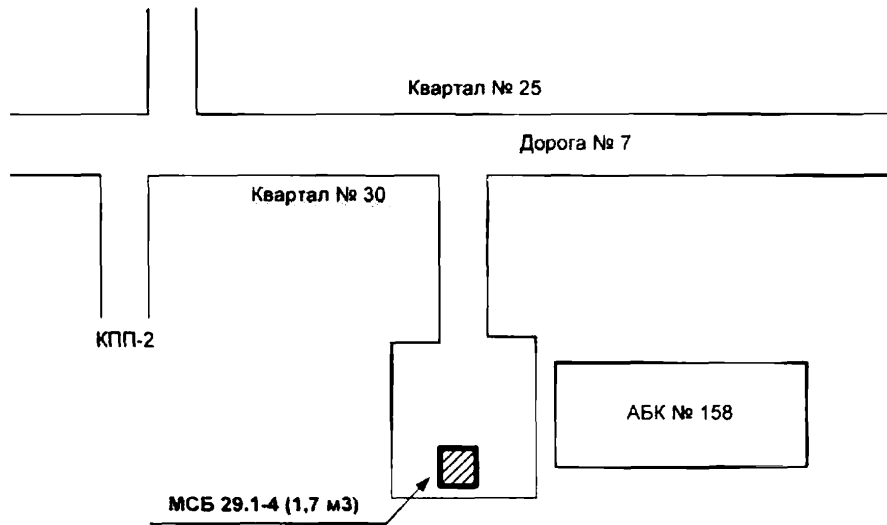 Квартал № 25
Дорога № 7
Квартал № 30
КПП-2
АБК № 158
МСБ 29.1-4 (1,7 м3)